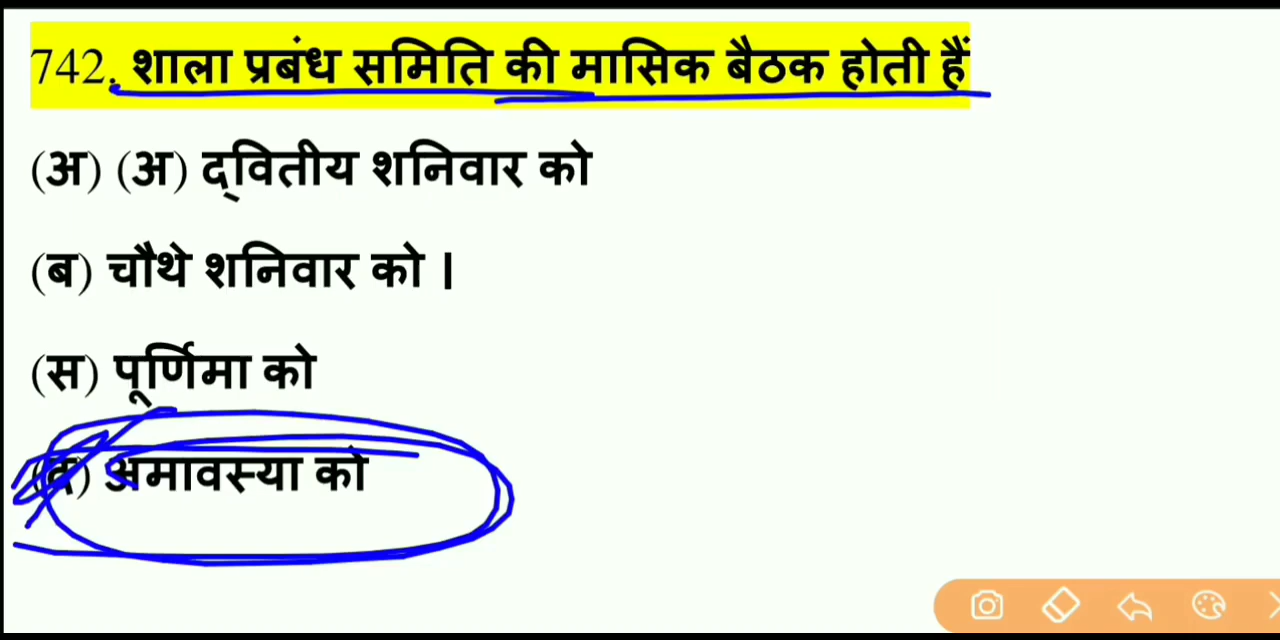 742. शाला प्रबंध समिति की मासिक बैठक होती हैं
(अ) (अ) द्वितीय शनिवार को
(ब) चौथे शनिवार को ।
(स) पूर्णिमा को
(द) अमावस्या को